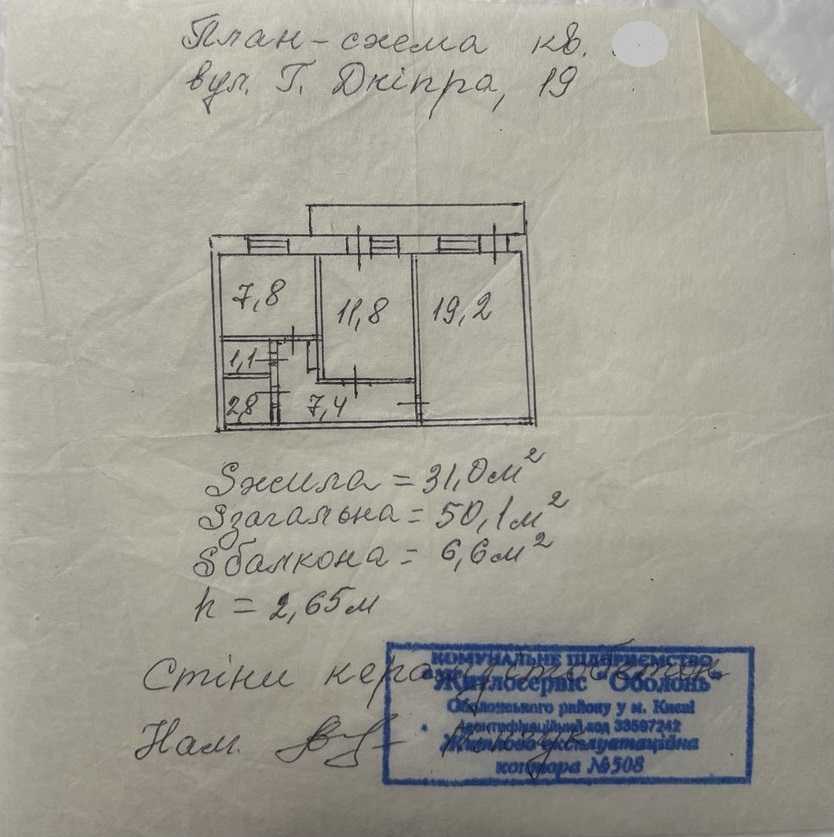 План-схема кв.
вул. Г. Дніпра, 19
7,8
11,8
19,2
1,1
2,8
7,4
Sжила = 31,0м²
Sзагальна = 50,1м²
Sбалкона = 6,6м²
h = 2,65м
КОМУНАЛЬНЕ ПІДПРИЄМСТВО
Стіни керамзитобетон
"Житлосервіс "Оболонь"
Оболонського району у м. Києві
Ідентифікаційний код 33597242
Нам.
Житлово-експлуатаційна
контора №508